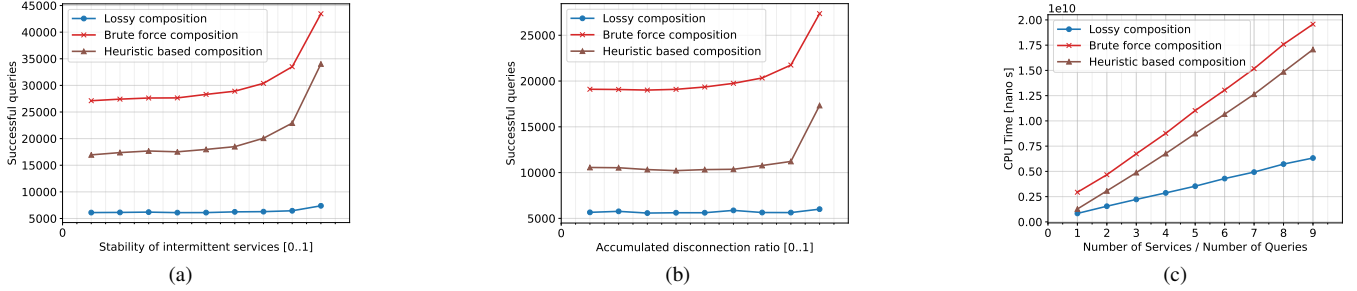 45000
40000
35000
30000
25000
20000
15000
10000
5000
0
Successful queries
Lossy composition
Brute force composition
Heuristic based composition
Stability of intermittent services [0..1]
(a)
25000
20000
15000
10000
5000
0
Successful queries
Lossy composition
Brute force composition
Heuristic based composition
Accumulated disconnection ratio [0..1]
(b)
1e10
2.00
1.75
1.50
1.25
1.00
0.75
0.50
0.25
0.00
CPU Time [nano s]
Lossy composition
Brute force composition
Heuristic based composition
0 1 2 3 4 5 6 7 8 9
Number of Services / Number of Queries
(c)